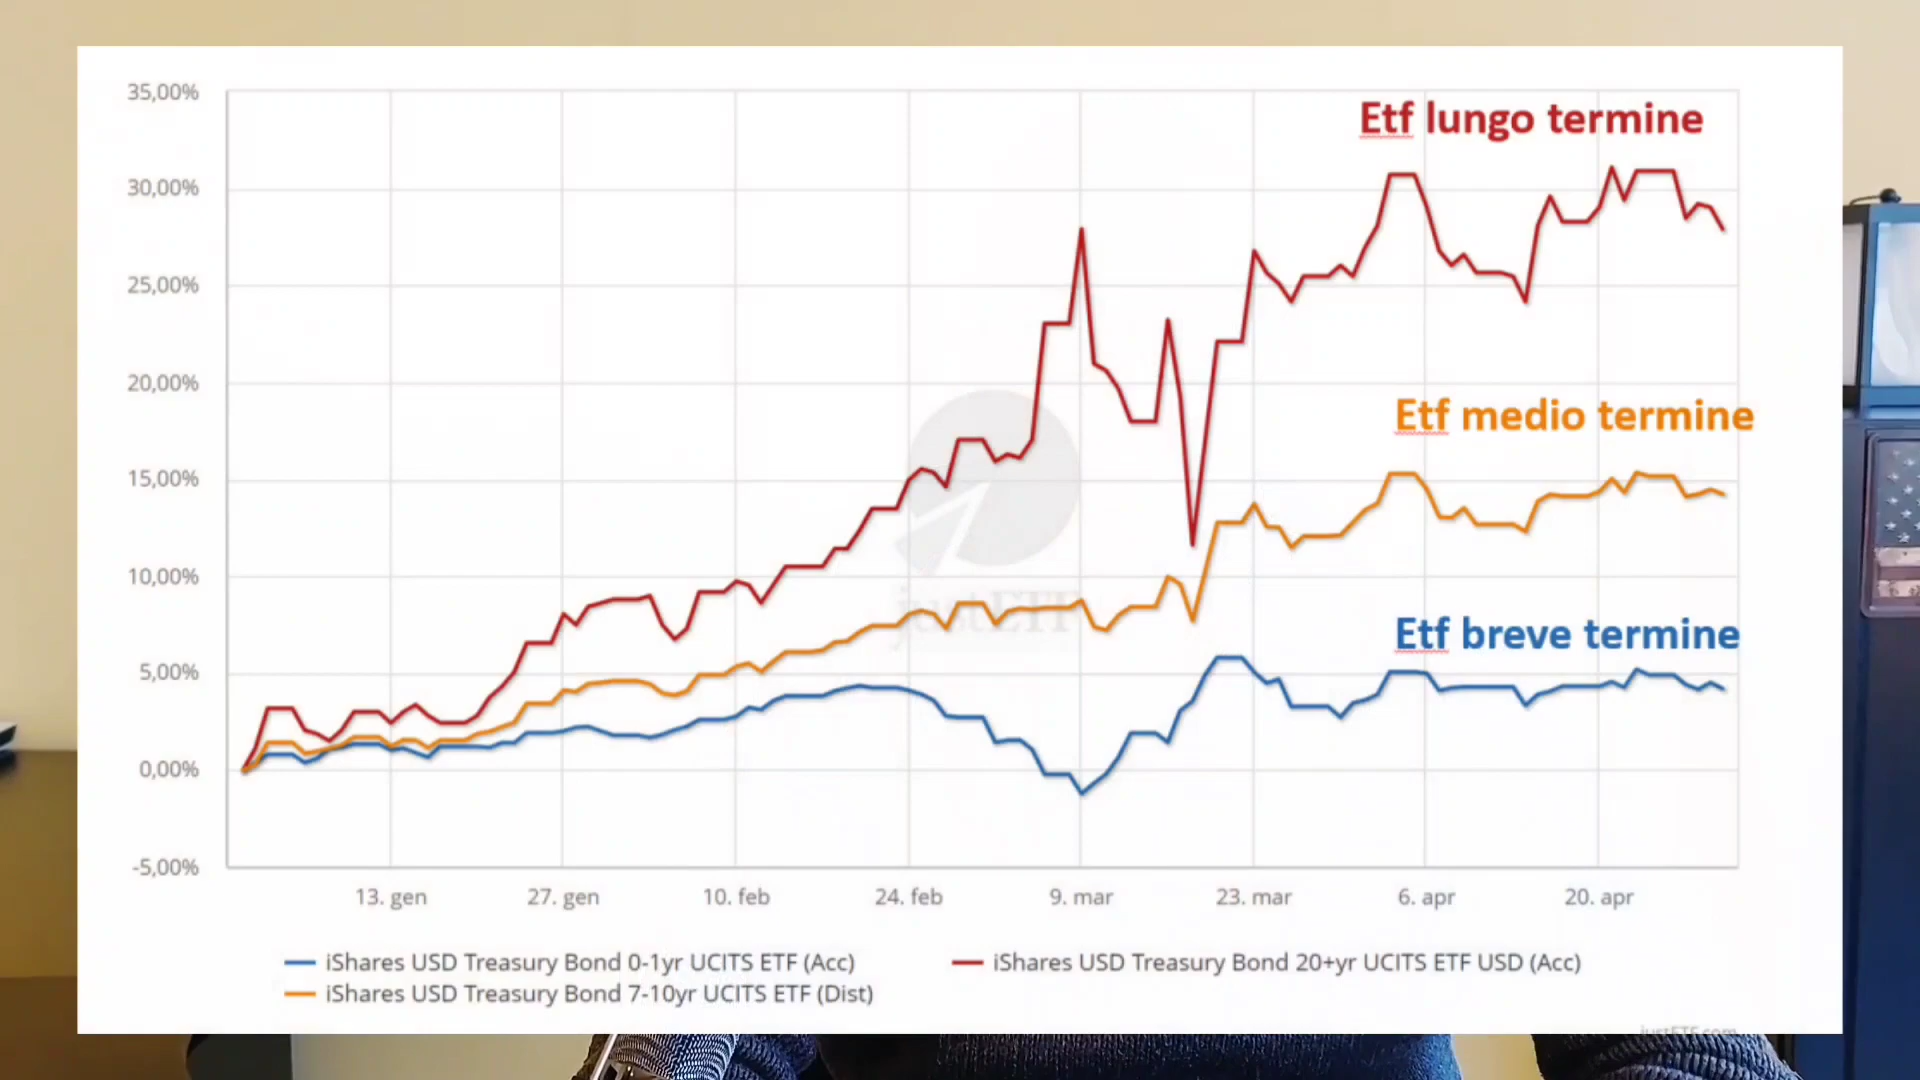 35,00%
30,00%
25,00%
20,00%
15,00%
10,00%
5,00%
0,00%
-5,00%
Etf lungo termine
Etf medio termine
Etf breve termine
justETF
13. gen
27. gen
10. feb
24. feb
9. mar
23. mar
6. apr
20. apr
iShares USD Treasury Bond 0-1yr UCITS ETF (Acc)
iShares USD Treasury Bond 20+yr UCITS ETF USD (Acc)
iShares USD Treasury Bond 7-10yr UCITS ETF (Dist)
justETF.com